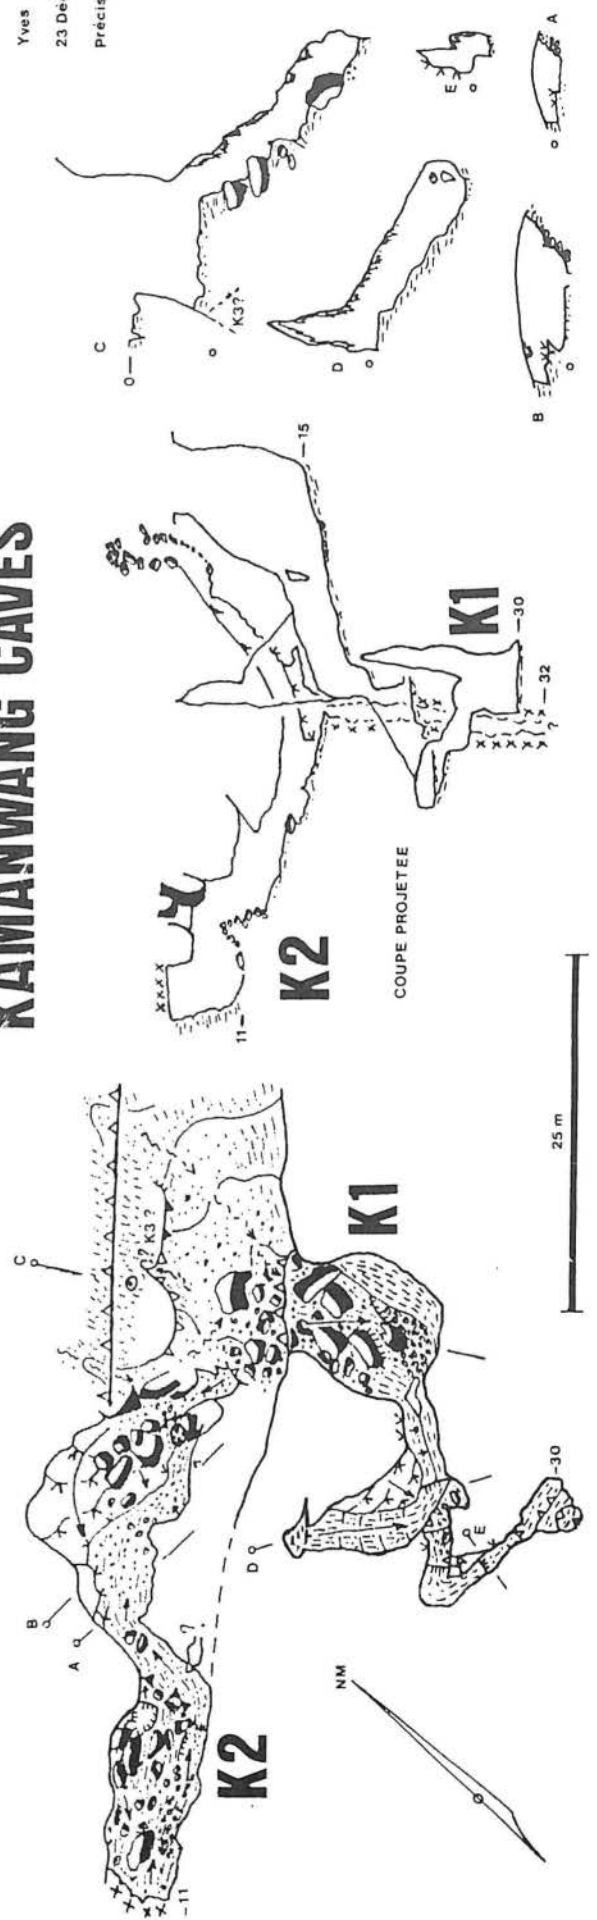 KAMANWANG CAVES
Yves
23 Dé
Précis
C
? K3 ?
B
A
K2
?
?
-11
K1
D
E
-30
NM
25 m
11-
K2
COUPE PROJETEE
-15
K1
-30
-32
?
C
0-
K3?
D
E
B
A